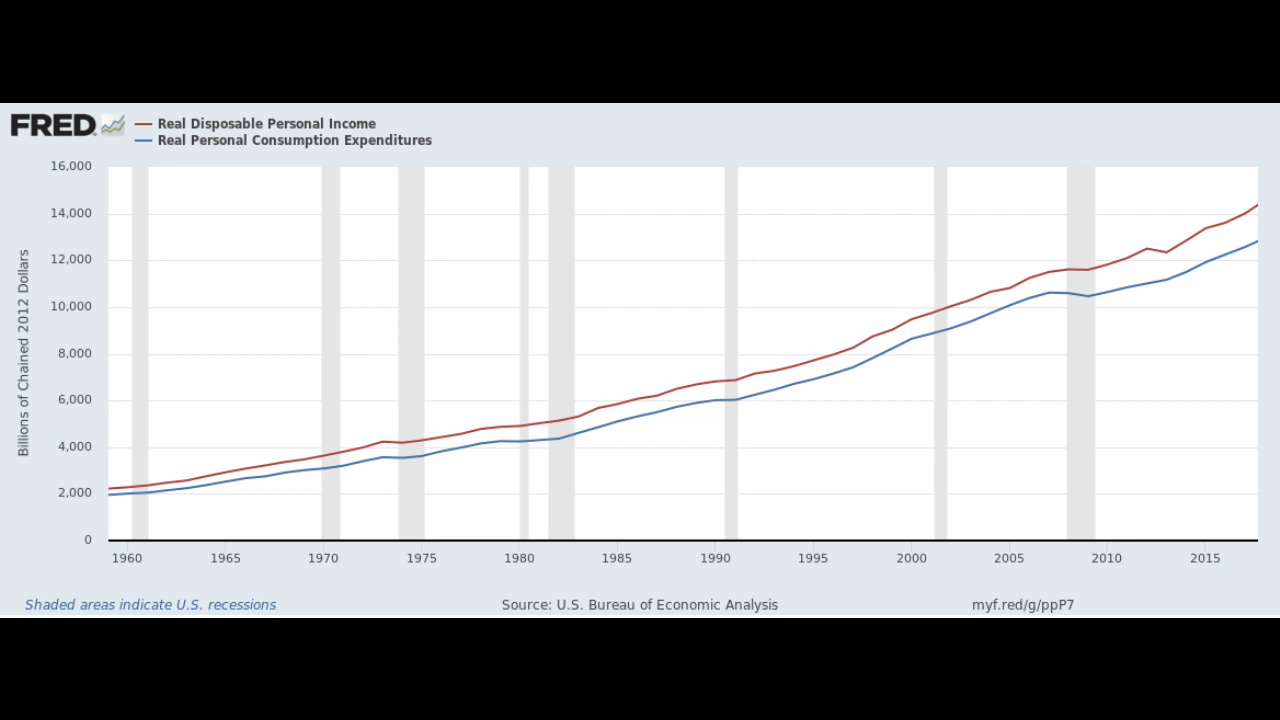 FRED
Real Disposable Personal Income
Real Personal Consumption Expenditures
16,000
14,000
12,000
10,000
8,000
6,000
4,000
2,000
0
Billions of Chained 2012 Dollars
1960 1965 1970 1975 1980 1985 1990 1995 2000 2005 2010 2015
Shaded areas indicate U.S. recessions Source: U.S. Bureau of Economic Analysis myf.red/g/ppP7